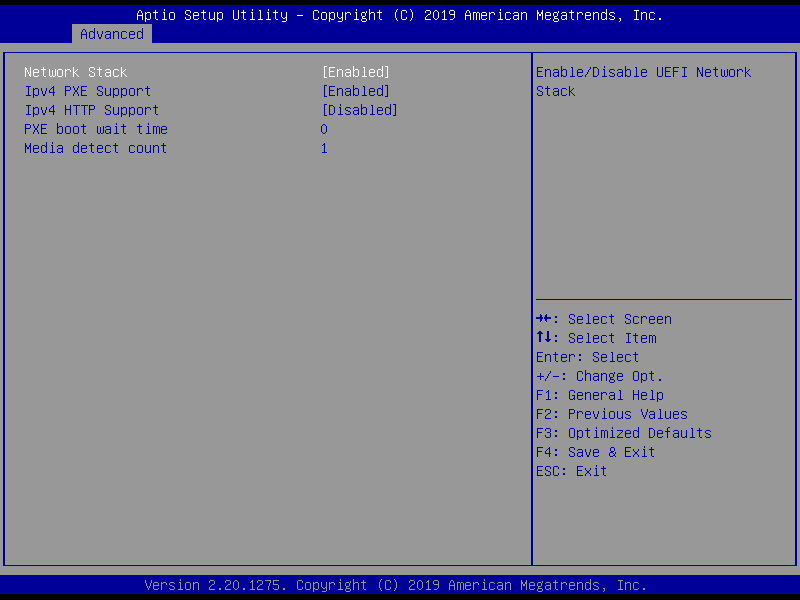 Aptio Setup Utility – Copyright (C) 2019 American Megatrends, Inc.
Advanced
Network Stack [Enabled]
Ipv4 PXE Support [Enabled]
Ipv4 HTTP Support [Disabled]
PXE boot wait time 0
Media detect count 1
Enable/Disable UEFI Network
Stack
→←: Select Screen
↑↓: Select Item
Enter: Select
+/–: Change Opt.
F1: General Help
F2: Previous Values
F3: Optimized Defaults
F4: Save & Exit
ESC: Exit
Version 2.20.1275. Copyright (C) 2019 American Megatrends, Inc.